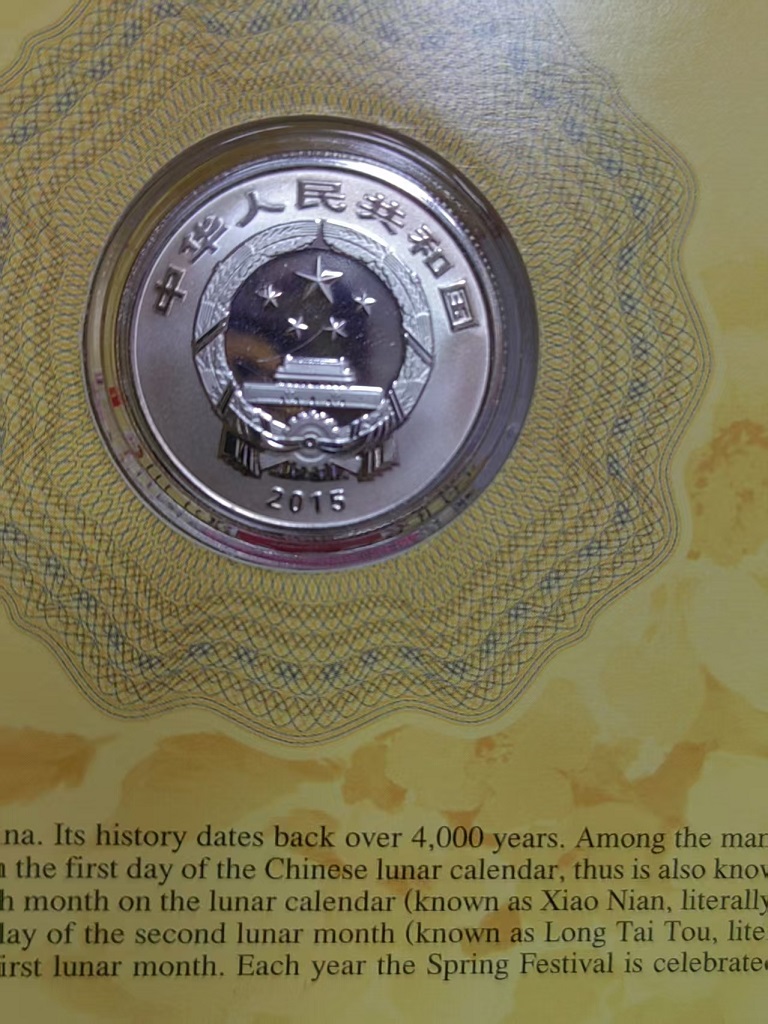 中华人民共和国
2015
na. Its history dates back over 4,000 years. Among the mar
the first day of the Chinese lunar calendar, thus is also know
h month on the lunar calendar (known as Xiao Nian, literally
lay of the second lunar month (known as Long Tai Tou, lite
irst lunar month. Each year the Spring Festival is celebrate